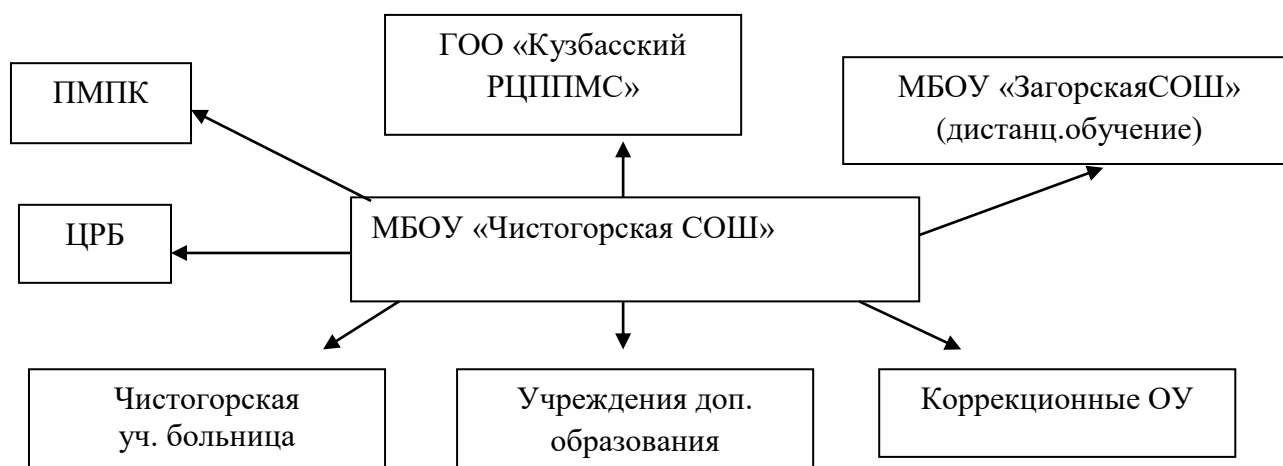 ГОО «Кузбасский
РЦППМС»
ПМПК
МБОУ «ЗагорскаяСОШ»
(дистанц.обучение)
ЦРБ
МБОУ «Чистогорская СОШ»
Чистогорская
уч. больница
Учреждения доп.
образования
Коррекционные ОУ